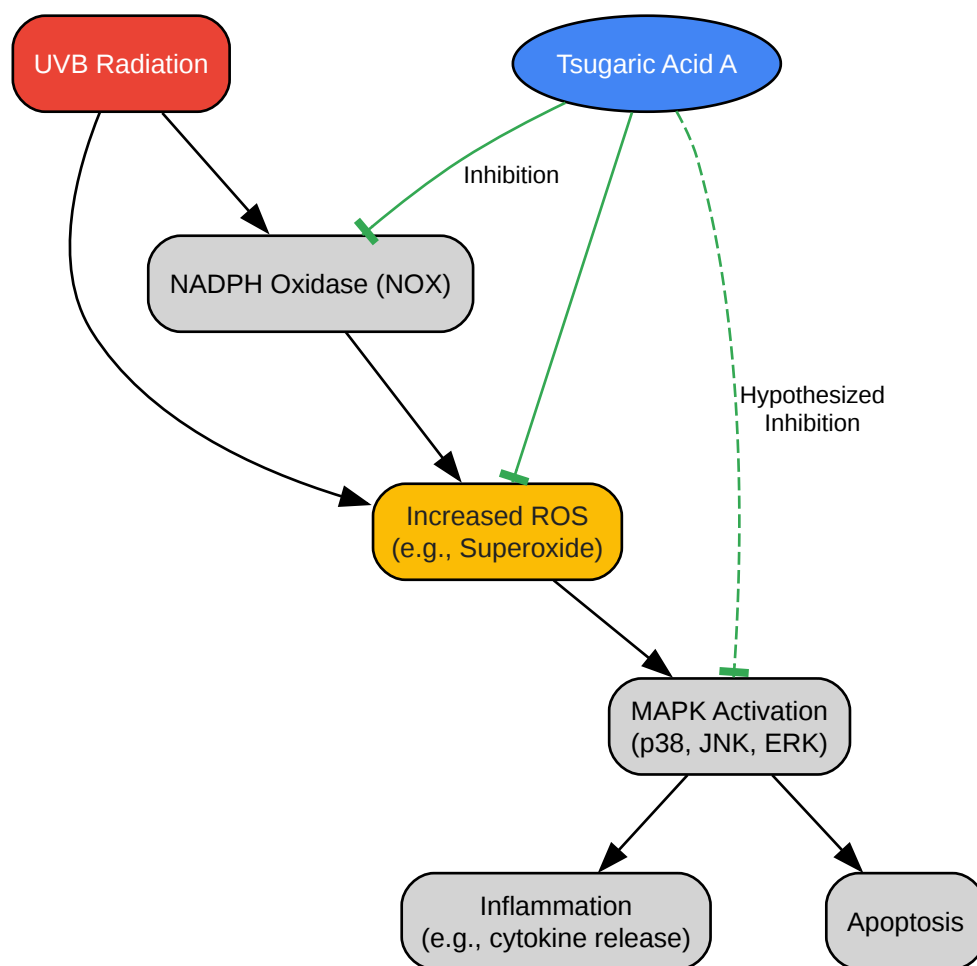 UVB Radiation
Tsugaric Acid A
Inhibition
NADPH Oxidase (NOX)
Hypothesized
Inhibition
Increased ROS
(e.g., Superoxide)
MAPK Activation
(p38, JNK, ERK)
Inflammation
(e.g., cytokine release)
Apoptosis